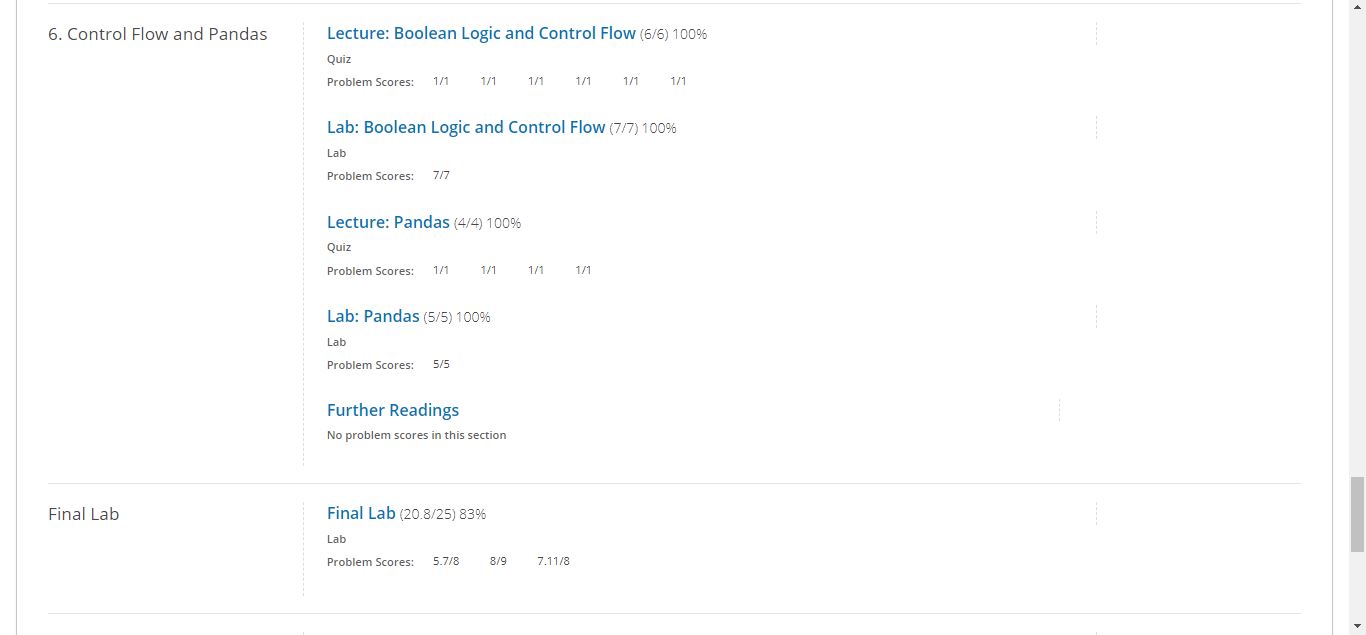 6. Control Flow and Pandas
Lecture: Boolean Logic and Control Flow (6/6) 100%
Quiz
Problem Scores: 1/1 1/1 1/1 1/1 1/1 1/1
Lab: Boolean Logic and Control Flow (7/7) 100%
Lab
Problem Scores: 7/7
Lecture: Pandas (4/4) 100%
Quiz
Problem Scores: 1/1 1/1 1/1 1/1
Lab: Pandas (5/5) 100%
Lab
Problem Scores: 5/5
Further Readings
No problem scores in this section
Final Lab
Final Lab (20.8/25) 83%
Lab
Problem Scores: 5.7/8 8/9 7.11/8